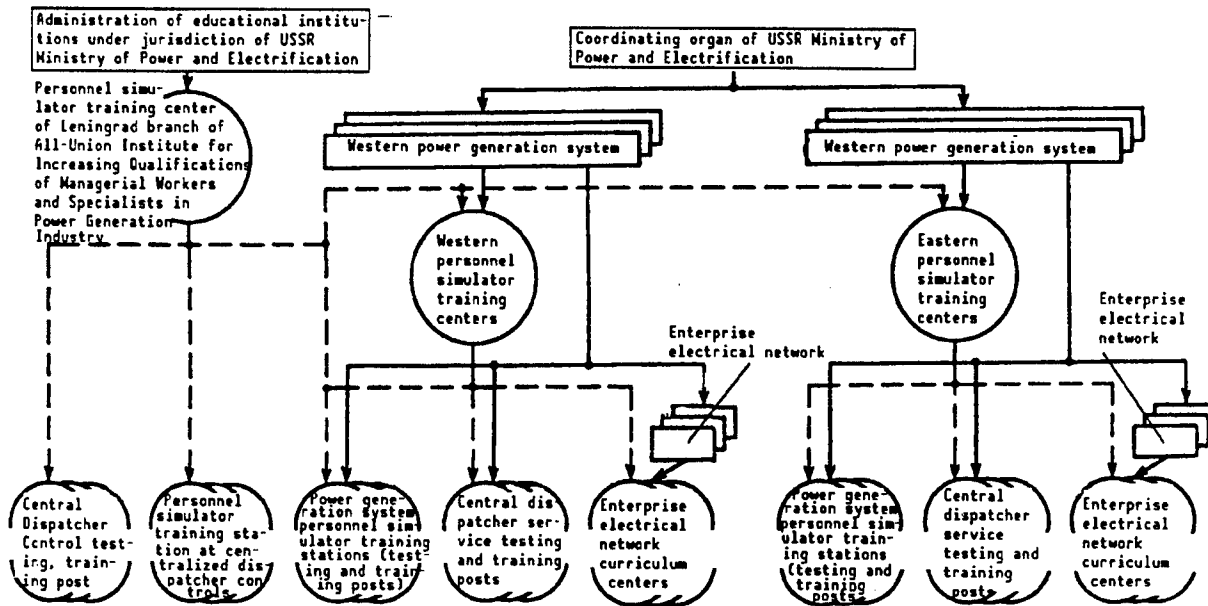 Administration of educational institu-
tions under jurisdiction of USSR
Ministry of Power and Electrification
Coordinating organ of USSR Ministry of
Power and Electrification
Personnel simu-
lator training center
of Leningrad branch of
All-Union Institute for
Increasing Qualifications
of Managerial Workers
and Specialists in
Power Generation
Industry
Western power generation system
Western power generation system
Western
personnel
simulator
training
centers
Eastern
personnel
simulator
training
centers
Enterprise
electrical network
Enterprise
electrical
network
Central
Dispatcher
Control test-
ing, train-
ing post
Personnel
simulator
training sta-
tion at cen-
tralized dis-
patcher con
trols
Power gene-
ration system
personnel sim-
ulator training
stations (test-
ing and train-
ing posts)
Central dis-
patcher ser-
vice testing
and training
posts
Enterprise
electrical
network
curriculum
centers
Power gene-
ration system
personnel simu-
lator train-
ing stations
(testing and
training
posts
Central
dispatcher
service
testing and
training
posts
Enterprise
electrical
network
curriculum
centers